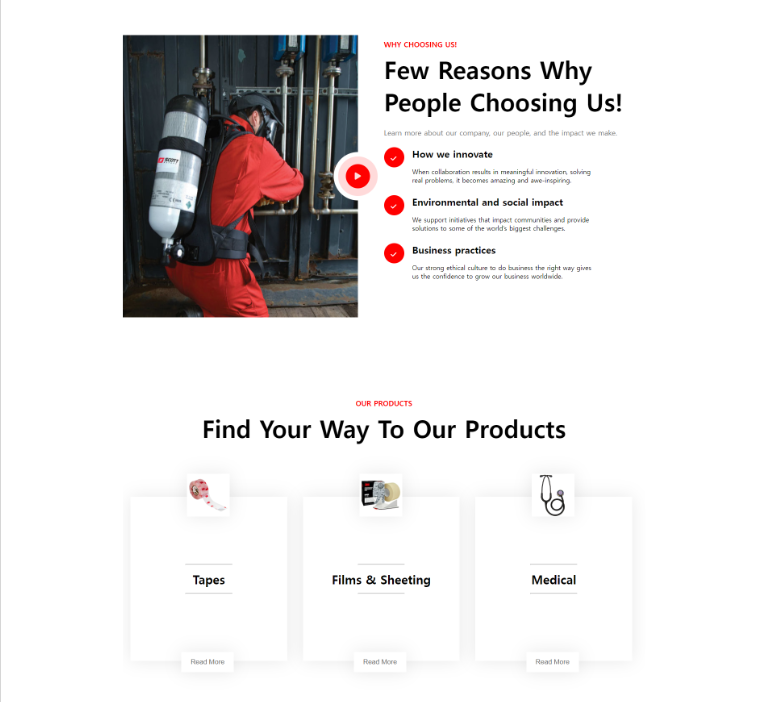 WHY CHOOSING US!
Few Reasons Why
People Choosing Us!
Learn more about our company, our people, and the impact we make.
How we innovate
When collaboration results in meaningful innovation, solving
real problems, it becomes amazing and awe-inspiring.
Environmental and social impact
We support initiatives that impact communities and provide
solutions to some of the world's biggest challenges.
Business practices
Our strong ethical culture to do business the right way gives
us the confidence to grow our business worldwide.
SCOTT
OUR PRODUCTS
Find Your Way To Our Products
Tapes
Films & Sheeting
Medical
Read More
Read More
Read More